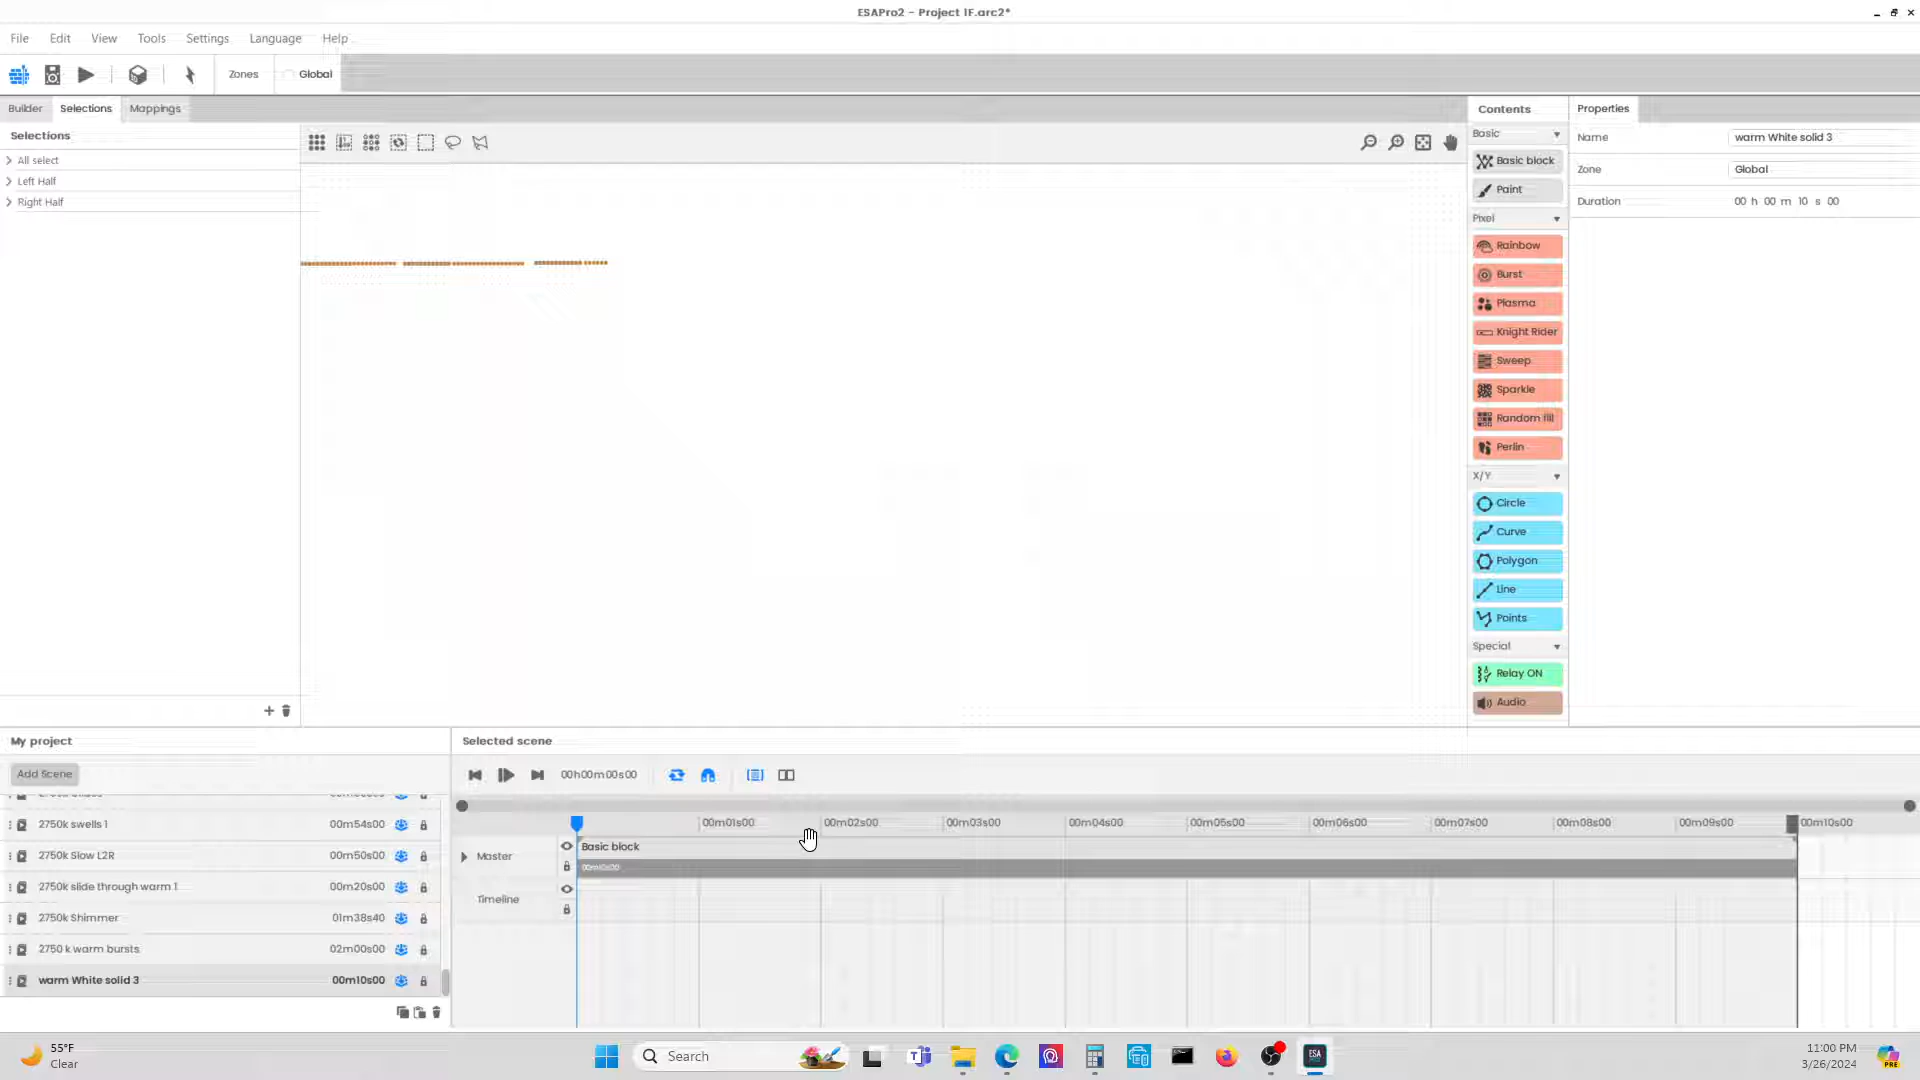 ESAPro2 - Project IF.arc2*
File Edit View Tools Settings Language Help
Zones Global
Builder Selections Mappings
Selections
All select
Left Half
Right Half
Contents
Basic
Basic block
Paint
Pixel
Rainbow
Burst
Plasma
Knight Rider
Sweep
Sparkle
Random fill
Perlin
X/Y
Circle
Curve
Polygon
Line
Points
Special
Relay ON
Audio
Properties
Name warm White solid 3
Zone Global
Duration 00 h 00 m 10 s 00
My project
Add Scene
2750k swells 1 00m54s00
2750k Slow L2R 00m50s00
2750k slide through warm 1 00m20s00
2750k Shimmer 01m38s40
2750 k warm bursts 02m00s00
warm White solid 3 00m10s00
Selected scene
00h00m00s00
00m01s00 00m02s00 00m03s00 00m04s00 00m05s00 00m06s00 00m07s00 00m08s00 00m09s00 00m10s00
Master
Basic block
00m10s00
Timeline
55°F
Clear
Search
ESA
11:00 PM
3/26/2024
PRE